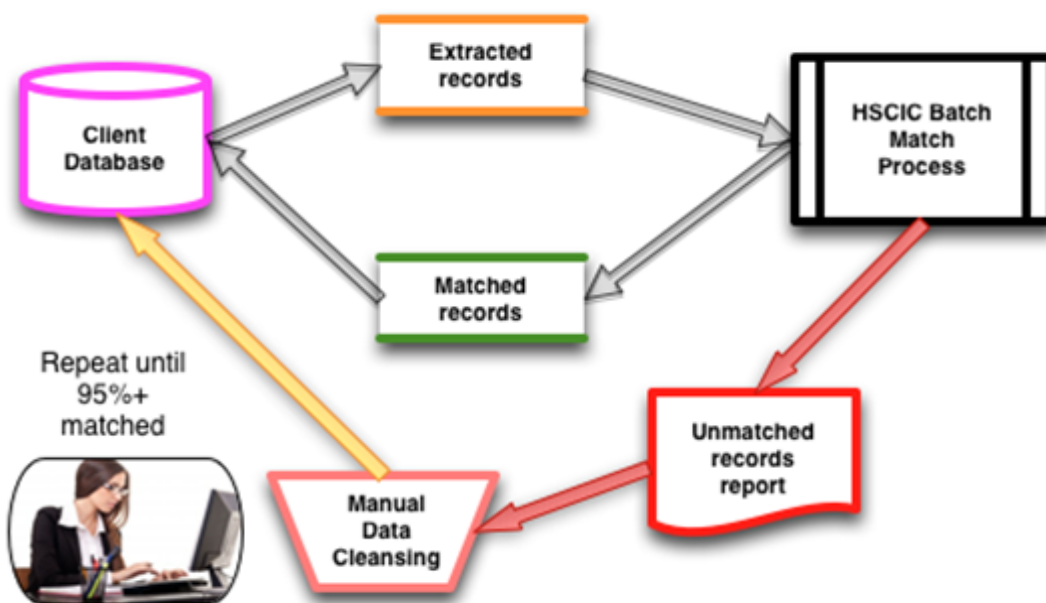 Extracted
records
Client
Database
HSCIC Batch
Match
Process
Matched
records
Repeat until
95%+
matched
Unmatched
records
report
Manual
Data
Cleansing